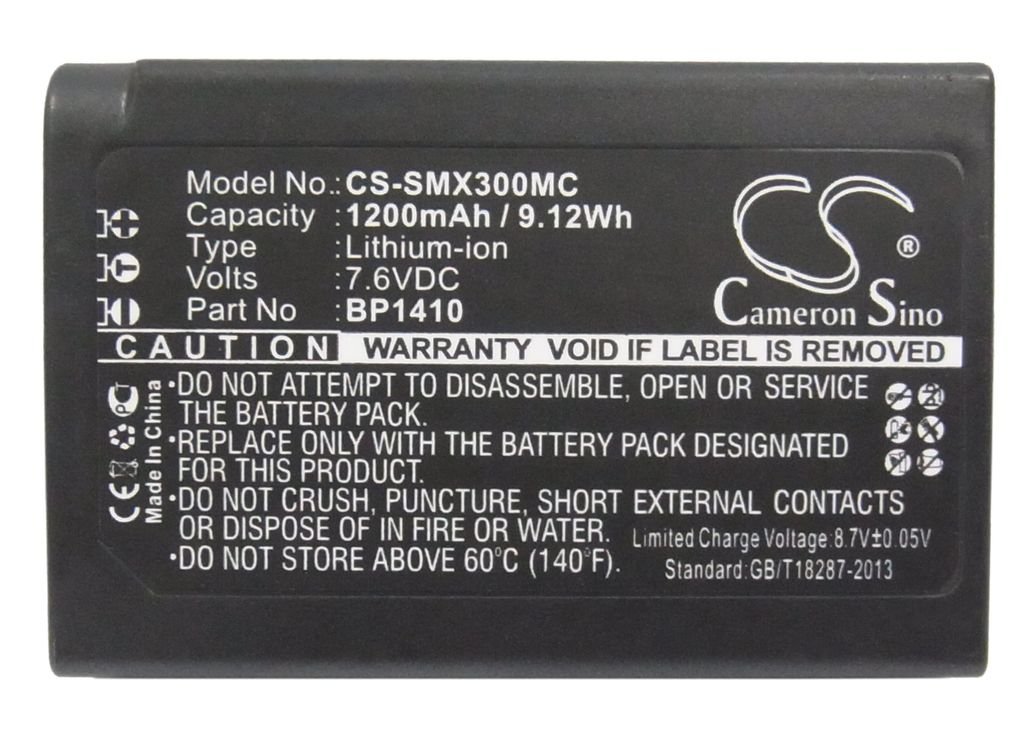 Model No.: CS-SMX300MC
Capacity : 1200mAh / 9.12Wh
Type : Lithium-ion
Volts : 7.6VDC
Part No : BP1410
CS ®
Cameron Sino
CAUTION WARRANTY VOID IF LABEL IS REMOVED
•DO NOT ATTEMPT TO DISASSEMBLE, OPEN OR SERVICE
THE BATTERY PACK.
•REPLACE ONLY WITH THE BATTERY PACK DESIGNATED
FOR THIS PRODUCT.
•DO NOT CRUSH, PUNCTURE, SHORT EXTERNAL CONTACTS
OR DISPOSE OF IN FIRE OR WATER.
•DO NOT STORE ABOVE 60°C (140°F).
Limited Charge Voltage:8.7V±0.05V
Standard:GB/T18287-2013
Made In China
CE
PCT